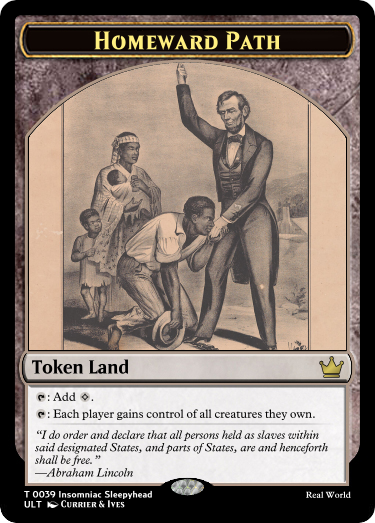 HOMEWARD PATH
Token Land
: Add .
: Each player gains control of all creatures they own.
“I do order and declare that all persons held as slaves within
said designated States, and parts of States, are and henceforth
shall be free.”
—Abraham Lincoln
T 0039 Insomniac Sleepyhead
Real World
ULT CURRIER & IVES